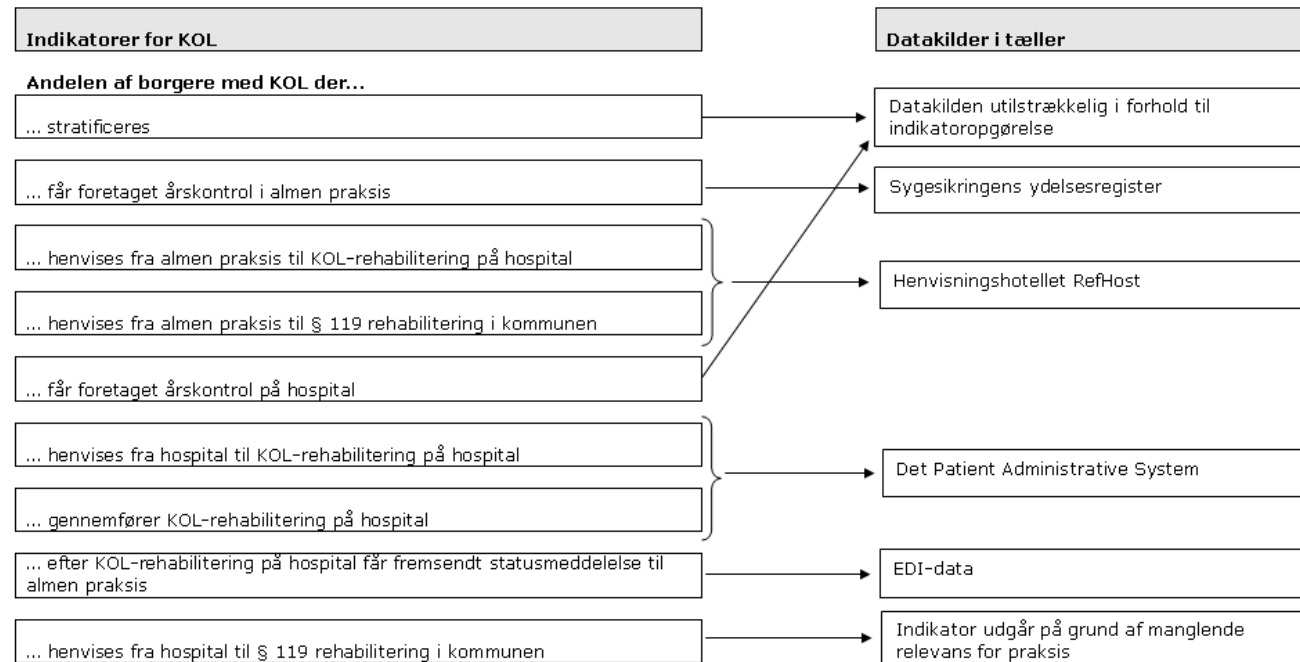 Indikatorer for KOL
Datakilder i tæller
Andelen af borgere med KOL der...
... stratificeres
Datakilden utilstrækkelig i forhold til
indikatoropgørelse
... får foretaget årskontrol i almen praksis
Sygesikringens ydelsesregister
... henvises fra almen praksis til KOL-rehabilitering på hospital
Henvisningshotellet RefHost
... henvises fra almen praksis til § 119 rehabilitering i kommunen
... får foretaget årskontrol på hospital
... henvises fra hospital til KOL-rehabilitering på hospital
Det Patient Administrative System
... gennemfører KOL-rehabilitering på hospital
... efter KOL-rehabilitering på hospital får fremsendt statusmeddelelse til
almen praksis
EDI-data
... henvises fra hospital til § 119 rehabilitering i kommunen
Indikator udgår på grund af manglende
relevans for praksis